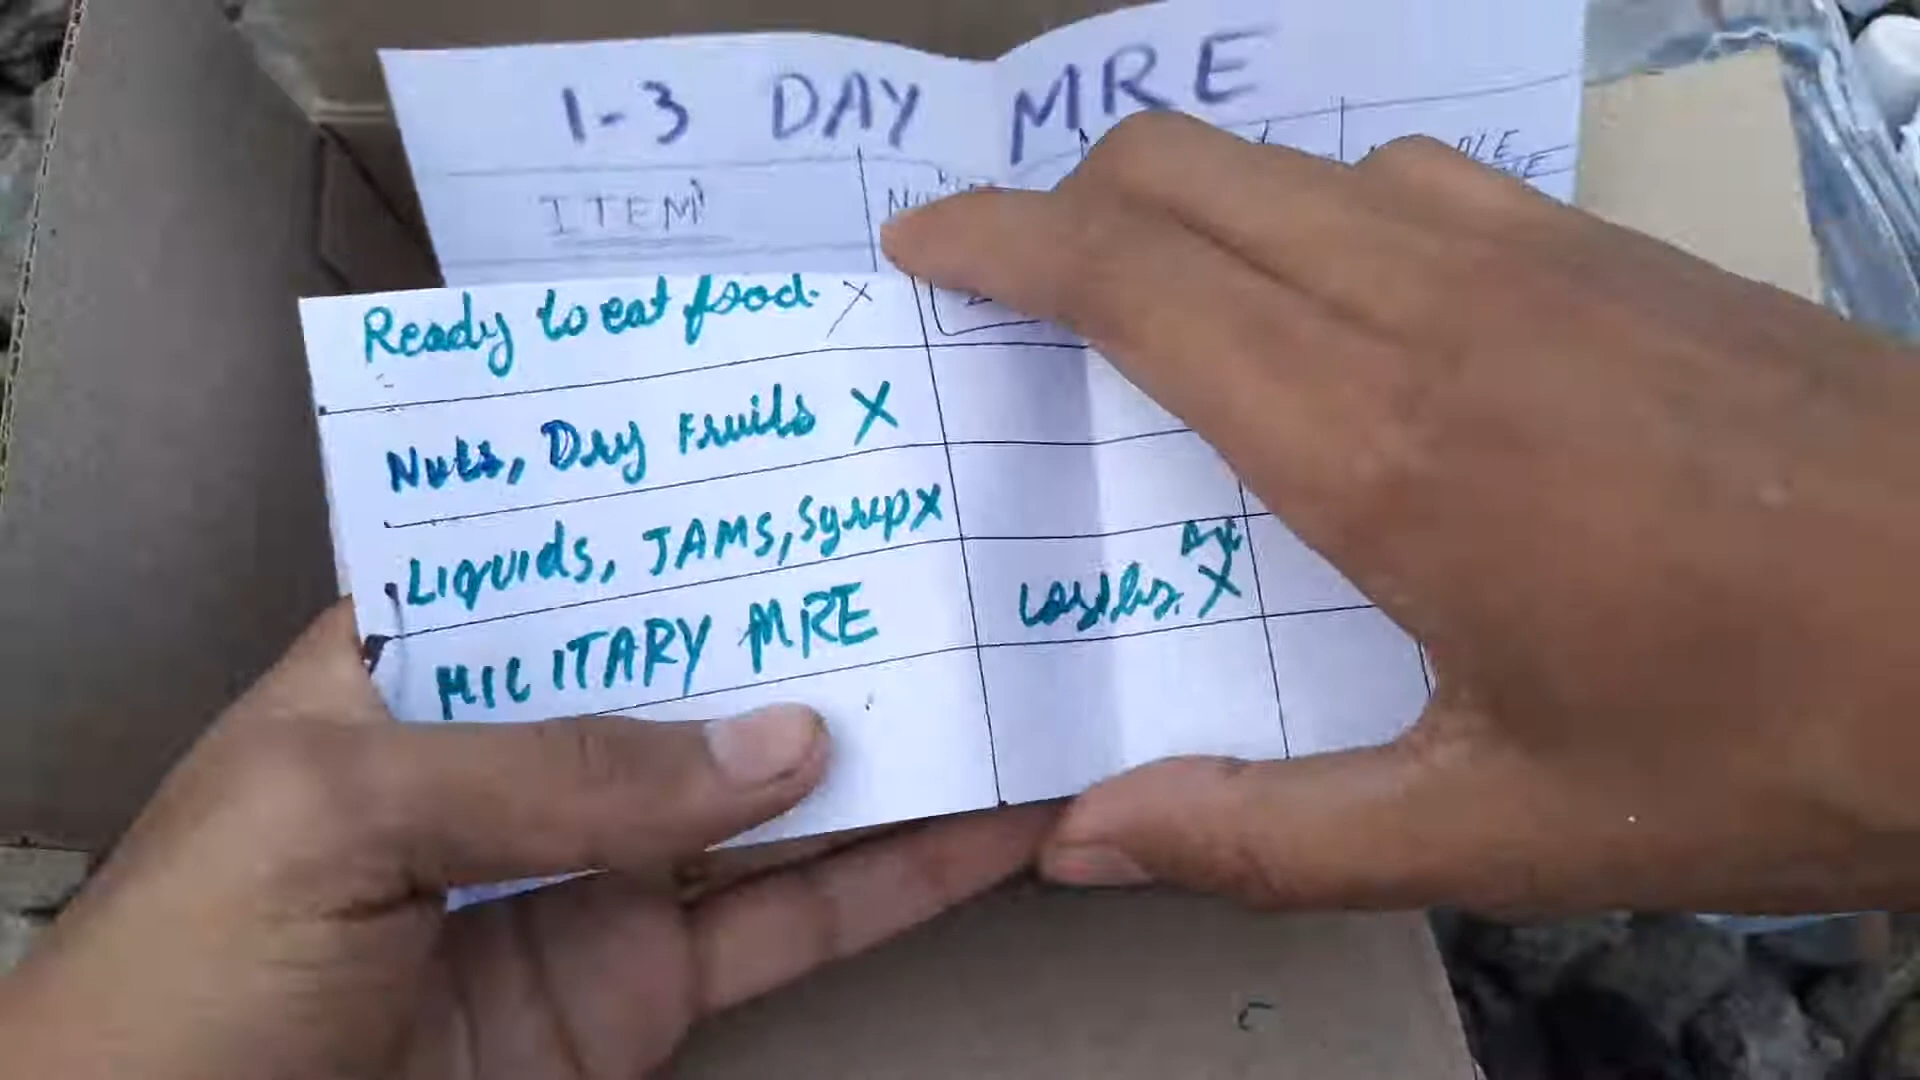 1-3 DAY MRE
ITEM
Ready to eat food. X
Nuts, Dry Fruits X
Liquids, JAMS, Syrup X
MILITARY MRE
X